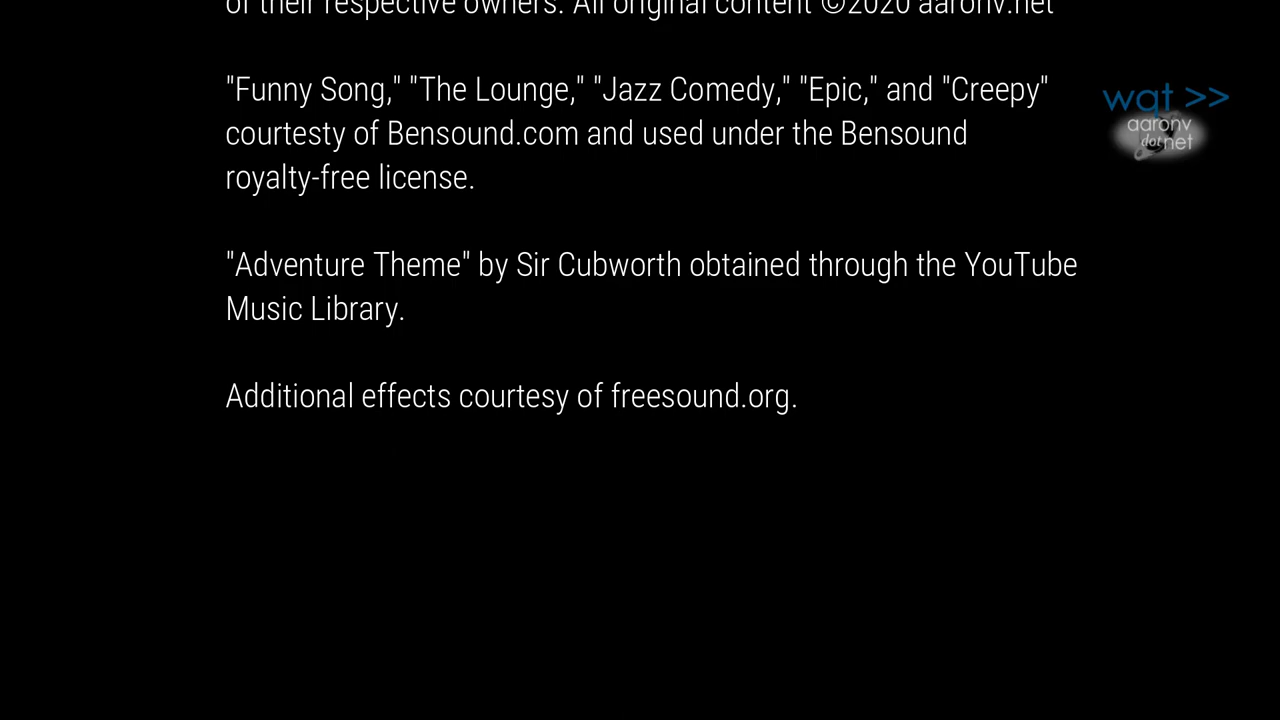 of their respective owners. All original content ©2020 aaronv.net
"Funny Song," "The Lounge," "Jazz Comedy," "Epic," and "Creepy"
courtesty of Bensound.com and used under the Bensound
royalty-free license.
"Adventure Theme" by Sir Cubworth obtained through the YouTube
Music Library.
Additional effects courtesy of freesound.org.
wqt >>
aaronv
dot net